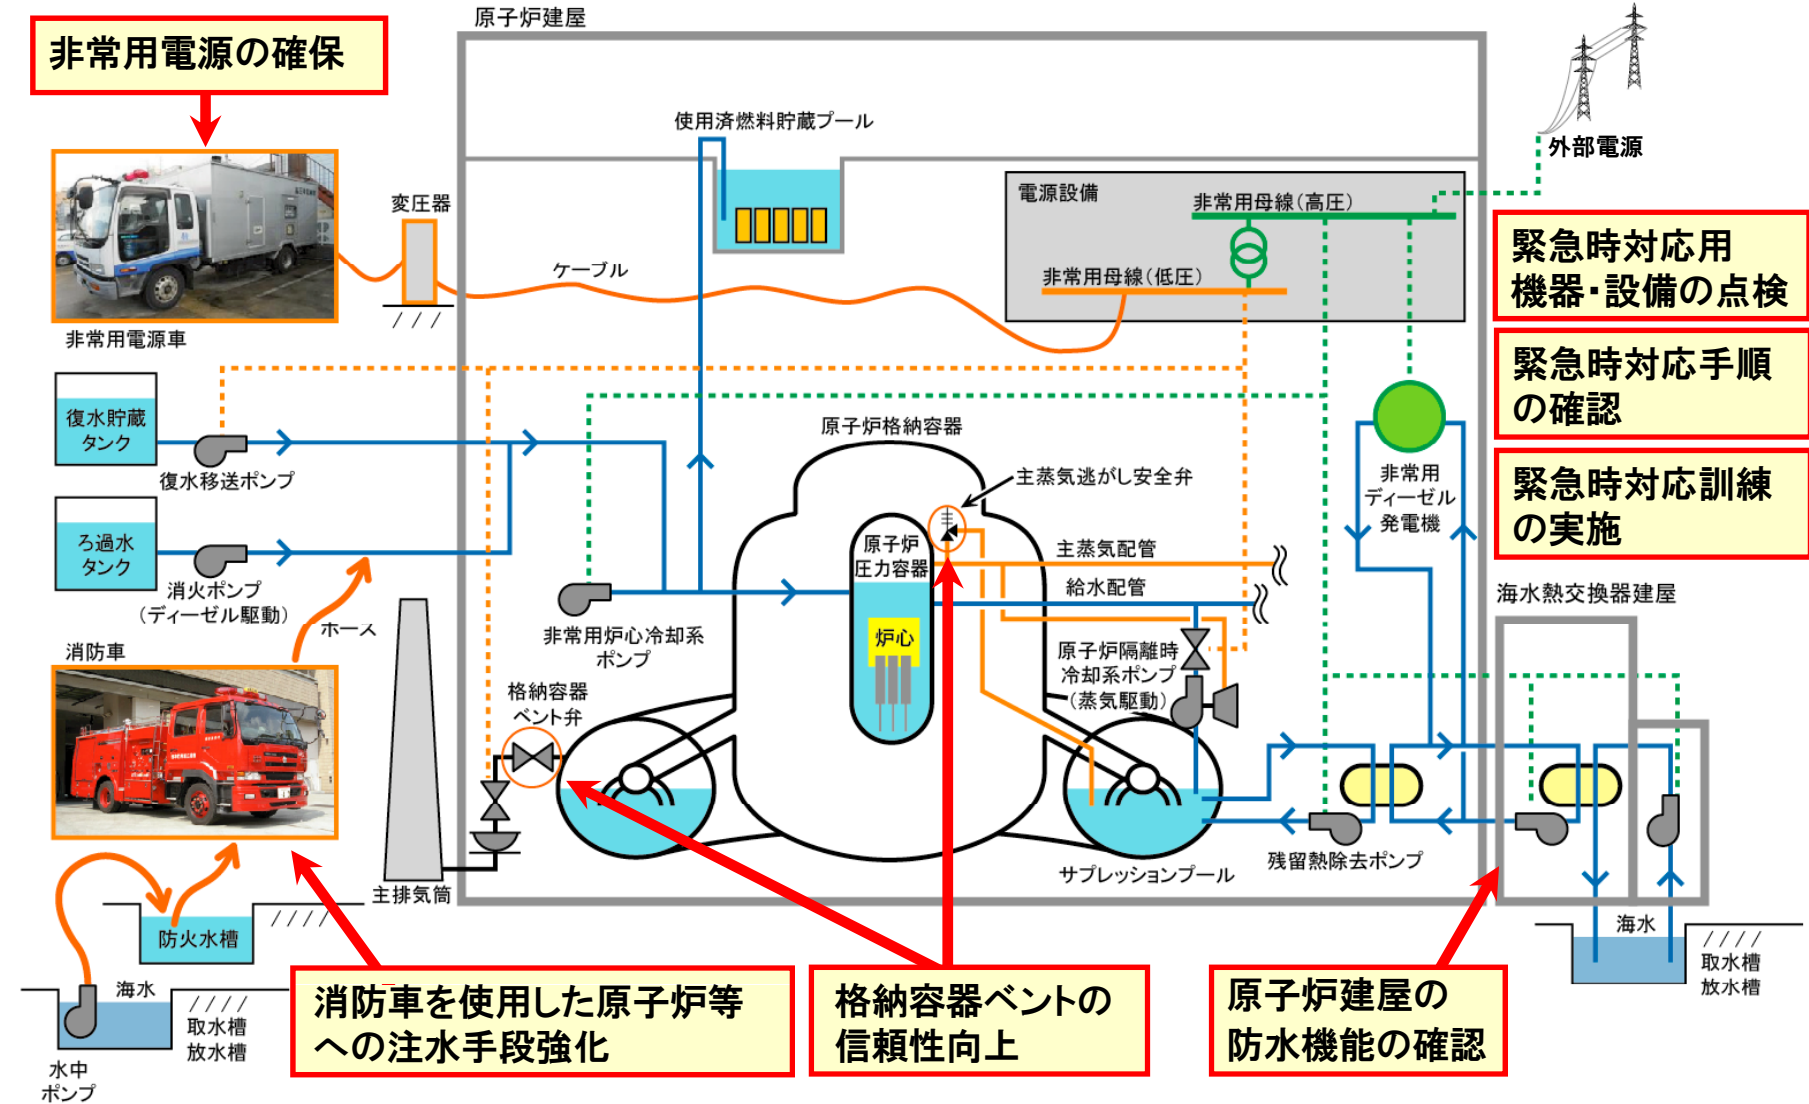 原子炉建屋
非常用電源の確保
使用済燃料貯蔵プール
外部電源
電源設備
非常用母線(高圧)
変圧器
ケーブル
非常用母線(低圧)
緊急時対応用
機器・設備の点検
非常用電源車
緊急時対応手順
の確認
復水貯蔵
タンク
復水移送ポンプ
原子炉格納容器
主蒸気逃がし安全弁
非常用
ディーゼル
発電機
緊急時対応訓練
の実施
ろ過水
タンク
消火ポンプ
(ディーゼル駆動)
ホース
原子炉
圧力容器
主蒸気配管
給水配管
海水熱交換器建屋
非常用炉心冷却系
ポンプ
炉心
原子炉隔離時
冷却系ポンプ
(蒸気駆動)
消防車
格納容器
ベント弁
主排気筒
サプレッションプール
残留熱除去ポンプ
防火水槽
海水
取水槽
放水槽
海水
取水槽
放水槽
水中
ポンプ
消防車を使用した原子炉等
への注水手段強化
格納容器ベントの
信頼性向上
原子炉建屋の
防水機能の確認